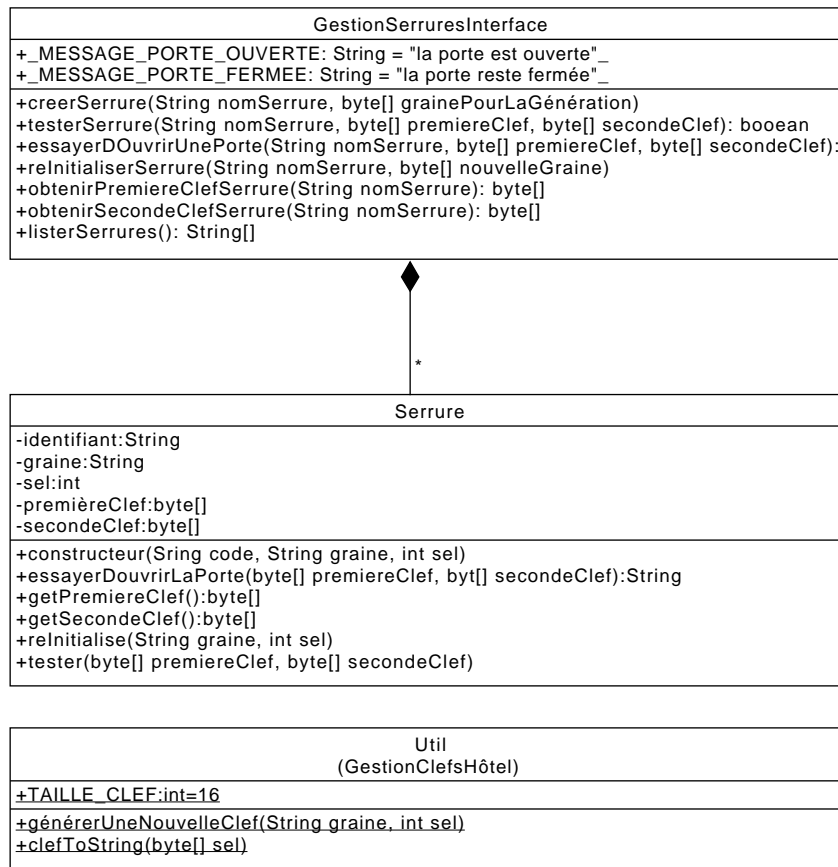 GestionSerruresInterface
+_MESSAGE_PORTE_OUVERTE: String = "la porte est ouverte"_
+_MESSAGE_PORTE_FERMEE: String = "la porte reste fermée"_
+creerSerrure(String nomSerrure, byte[] grainePourLaGénération)
+testerSerrure(String nomSerrure, byte[] premiereClef, byte[] secondeClef): booean
+essayerDOuvrirUnePorte(String nomSerrure, byte[] premiereClef, byte[] secondeClef):
+reInitialiserSerrure(String nomSerrure, byte[] nouvelleGraine)
+obtenirPremiereClefSerrure(String nomSerrure): byte[]
+obtenirSecondeClefSerrure(String nomSerrure): byte[]
+listerSerrures(): String[]
*
Serrure
-identifiant:String
-graine:String
-sel:int
-premièreClef:byte[]
-secondeClef:byte[]
+constructeur(Sring code, String graine, int sel)
+essayerDouvrirLaPorte(byte[] premiereClef, byt[] secondeClef):String
+getPremiereClef():byte[]
+getSecondeClef():byte[]
+reInitialise(String graine, int sel)
+tester(byte[] premiereClef, byte[] secondeClef)
Util
(GestionClefsHôtel)
+TAILLE_CLEF:int=16
+générerUneNouvelleClef(String graine, int sel)
+clefToString(byte[] sel)